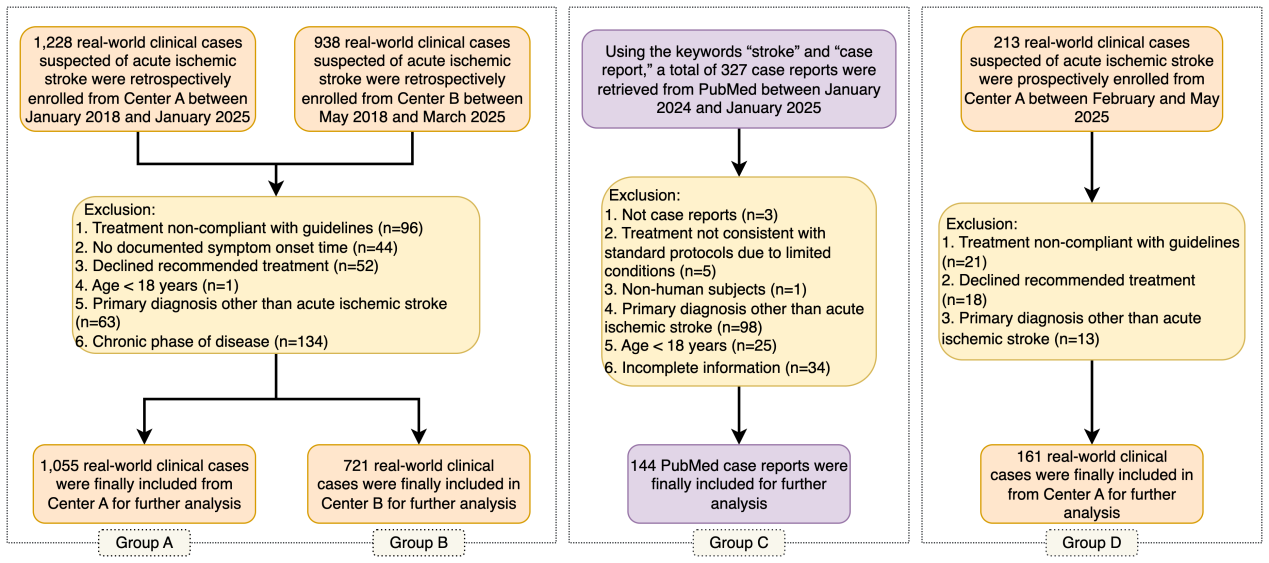 1,228 real-world clinical cases
suspected of acute ischemic
stroke were retrospectively
enrolled from Center A between
January 2018 and January 2025
938 real-world clinical cases
suspected of acute ischemic
stroke were retrospectively
enrolled from Center B between
May 2018 and March 2025
Exclusion:
1. Treatment non-compliant with guidelines (n=96)
2. No documented symptom onset time (n=44)
3. Declined recommended treatment (n=52)
4. Age < 18 years (n=1)
5. Primary diagnosis other than acute ischemic stroke
(n=63)
6. Chronic phase of disease (n=134)
1,055 real-world clinical cases
were finally included from
Center A for further analysis
721 real-world clinical
cases were finally included in
Center B for further analysis
Group A
Group B
Using the keywords “stroke” and “case
report,” a total of 327 case reports were
retrieved from PubMed between January
2024 and January 2025
Exclusion:
1. Not case reports (n=3)
2. Treatment not consistent with
standard protocols due to limited
conditions (n=5)
3. Non-human subjects (n=1)
4. Primary diagnosis other than acute
ischemic stroke (n=98)
5. Age < 18 years (n=25)
6. Incomplete information (n=34)
144 PubMed case reports were
finally included for further
analysis
Group C
213 real-world clinical cases
suspected of acute ischemic stroke
were prospectively enrolled from
Center A between February and May
2025
Exclusion:
1. Treatment non-compliant with guidelines
(n=21)
2. Declined recommended treatment
(n=18)
3. Primary diagnosis other than acute
ischemic stroke (n=13)
161 real-world clinical
cases were finally included in
from Center A for further
analysis
Group D